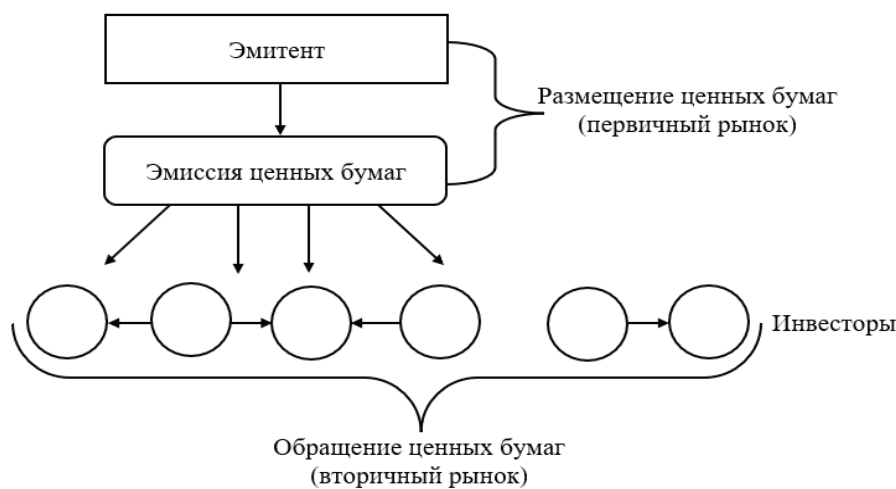 Эмитент
Размещение ценных бумаг
(первичный рынок)
Эмиссия ценных бумаг
Инвесторы
Обращение ценных бумаг
(вторичный рынок)